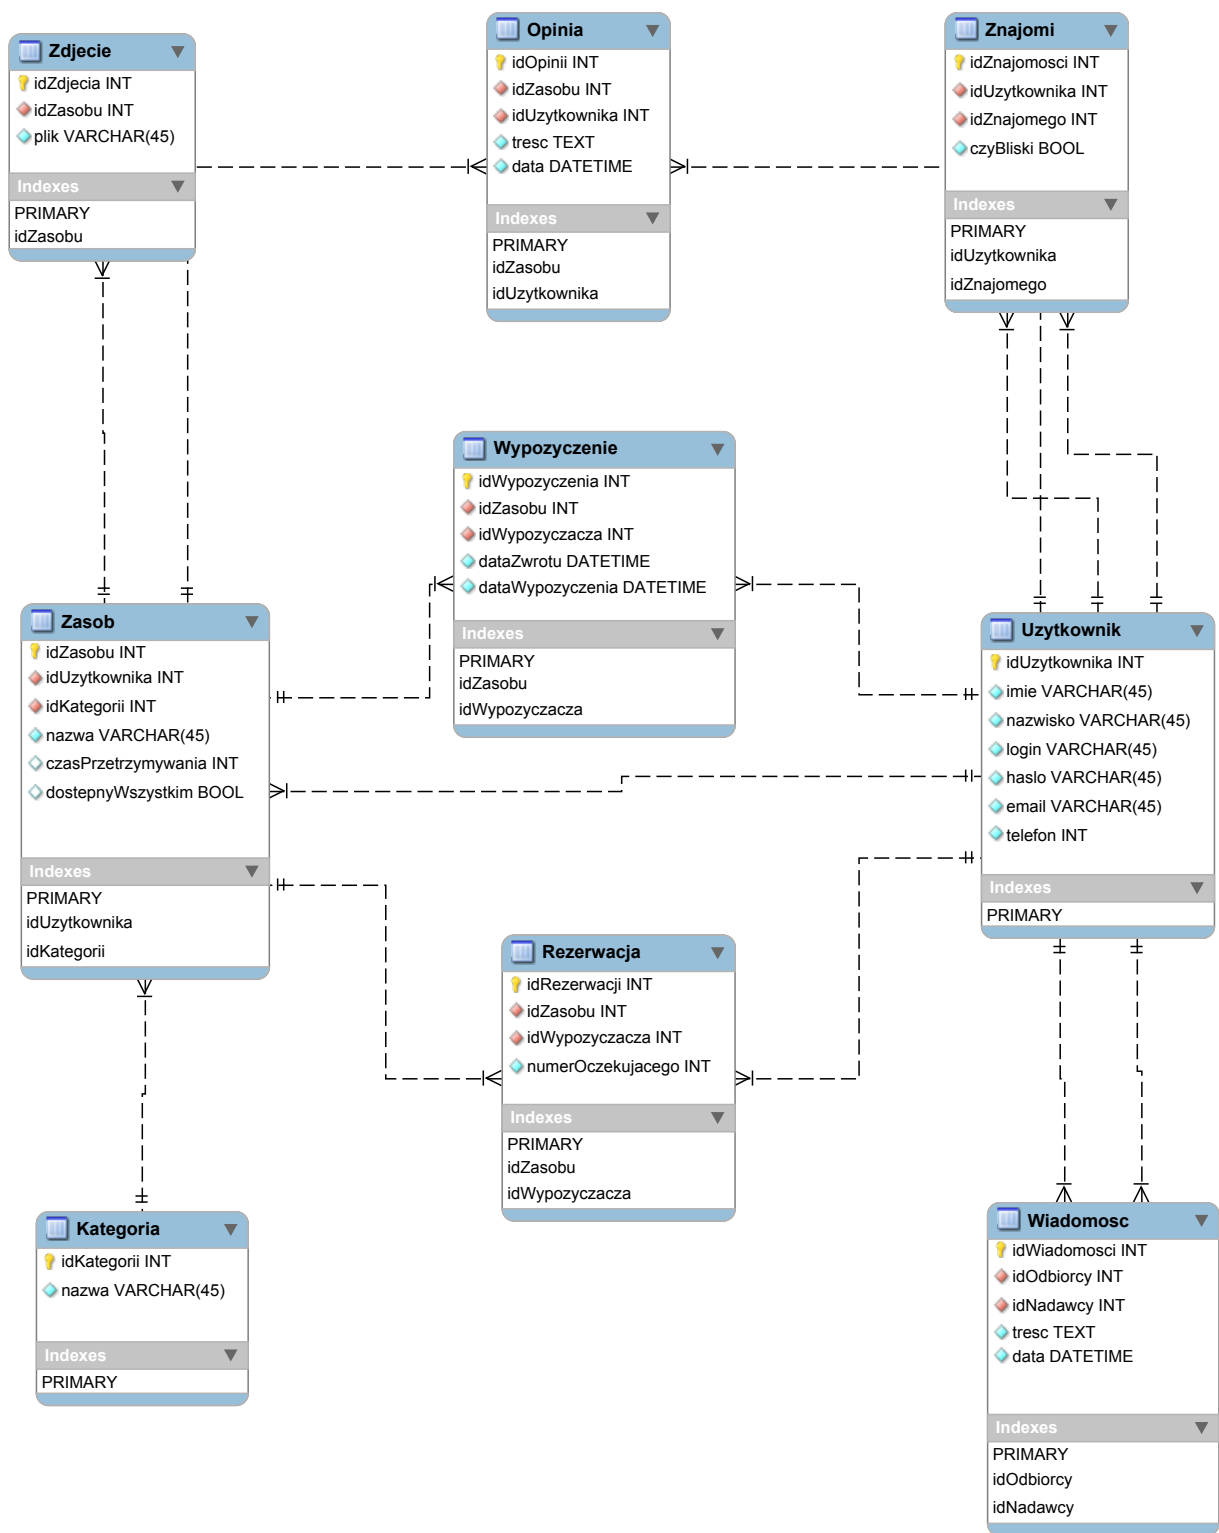 Zdjecie
idZdjecia INT
idZasobu INT
plik VARCHAR(45)
Indexes
PRIMARY
idZasobu
Opinia
idOpinii INT
idZasobu INT
idUzytkownika INT
tresc TEXT
data DATETIME
Indexes
PRIMARY
idZasobu
idUzytkownika
Znajomi
idZnajomosci INT
idUzytkownika INT
idZnajomego INT
czyBliski BOOL
Indexes
PRIMARY
idUzytkownika
idZnajomego
Wypozyczenie
idWypozyczenia INT
idZasobu INT
idWypozyczacza INT
dataZwrotu DATETIME
dataWypozyczenia DATETIME
Indexes
PRIMARY
idZasobu
idWypozyczacza
Zasob
idZasobu INT
idUzytkownika INT
idKategorii INT
nazwa VARCHAR(45)
czasPrzetrzymywania INT
dostepnyWszystkim BOOL
Indexes
PRIMARY
idUzytkownika
idKategorii
Uzytkownik
idUzytkownika INT
imie VARCHAR(45)
nazwisko VARCHAR(45)
login VARCHAR(45)
haslo VARCHAR(45)
email VARCHAR(45)
telefon INT
Indexes
PRIMARY
Rezerwacja
idRezerwacji INT
idZasobu INT
idWypozyczacza INT
numerOczekujacego INT
Indexes
PRIMARY
idZasobu
idWypozyczacza
Kategoria
idKategorii INT
nazwa VARCHAR(45)
Indexes
PRIMARY
Wiadomosc
idWiadomosci INT
idOdbiorcy INT
idNadawcy INT
tresc TEXT
data DATETIME
Indexes
PRIMARY
idOdbiorcy
idNadawcy